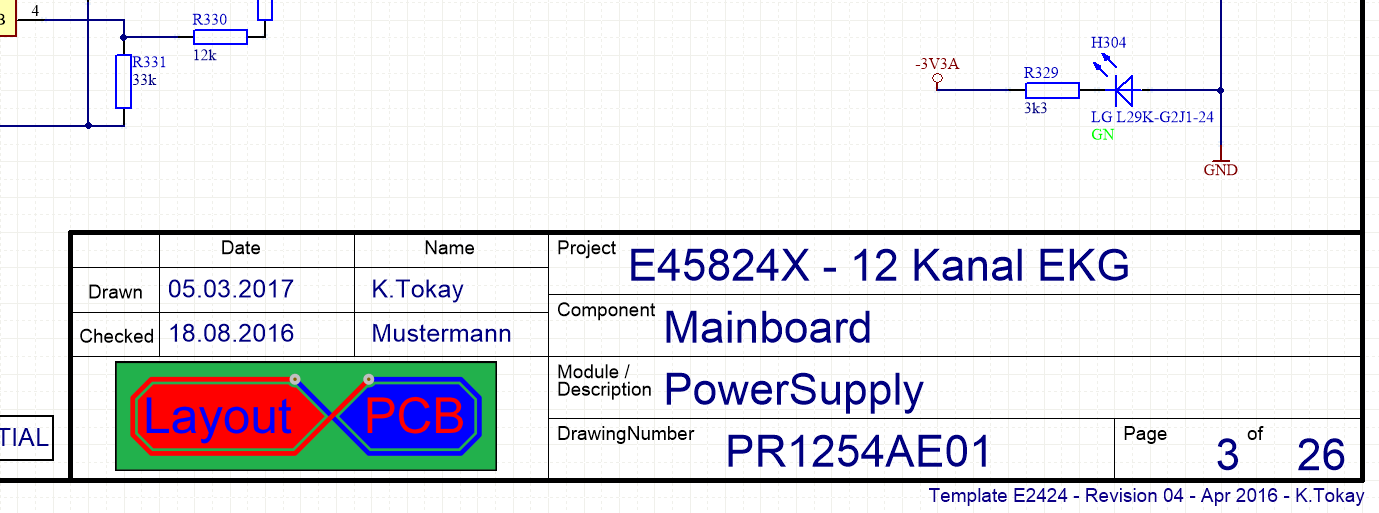 4
R330
3
12k
R331
33k
H304
-3V3A
R329
3k3
LG L29K-G2J1-24
GN
GND
Date Name
Drawn 05.03.2017 K.Tokay
Checked 18.08.2016 Mustermann
Layout PCB
TIAL
Project E45824X - 12 Kanal EKG
Component Mainboard
Module /
Description PowerSupply
DrawingNumber PR1254AE01
Page 3 of 26
Template E2424 - Revision 04 - Apr 2016 - K.Tokay